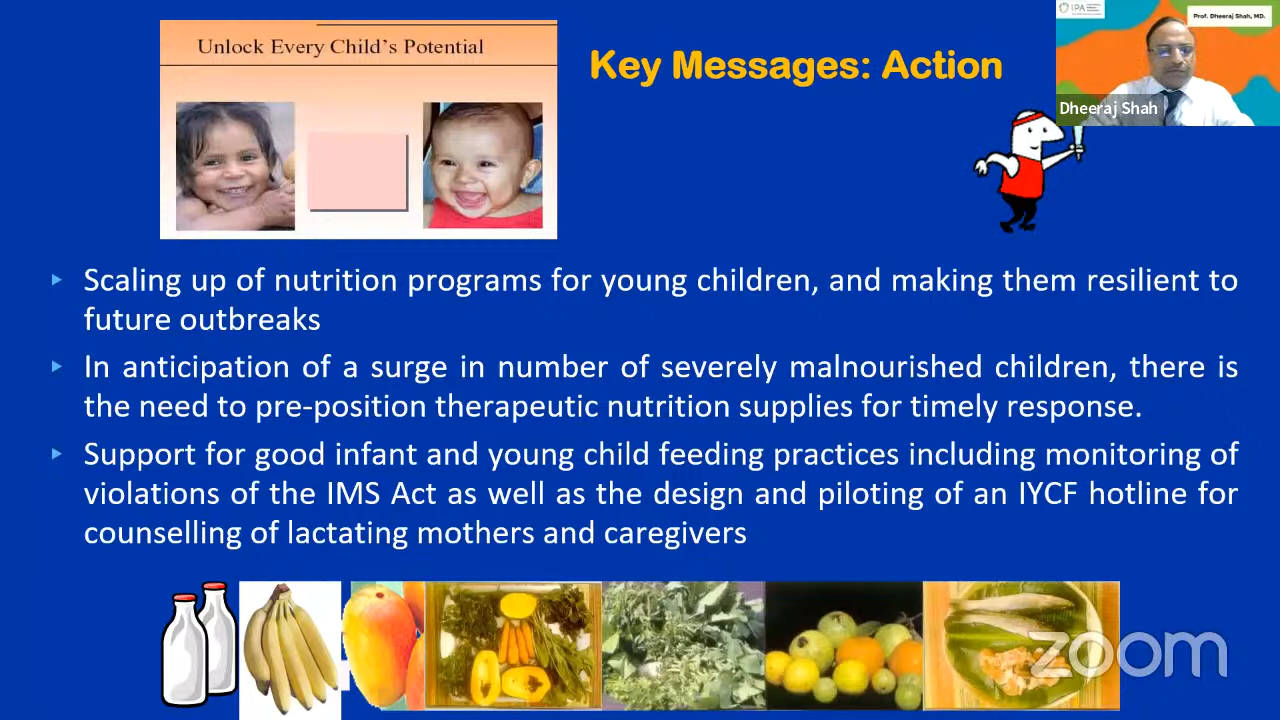 Unlock Every Child's Potential
Key Messages: Action
IPA
Prof. Dheeraj Shah, MD.
Dheeraj Shah
Scaling up of nutrition programs for young children, and making them resilient to
future outbreaks
In anticipation of a surge in number of severely malnourished children, there is
the need to pre-position therapeutic nutrition supplies for timely response.
Support for good infant and young child feeding practices including monitoring of
violations of the IMS Act as well as the design and piloting of an IYCF hotline for
counselling of lactating mothers and caregivers
zoom